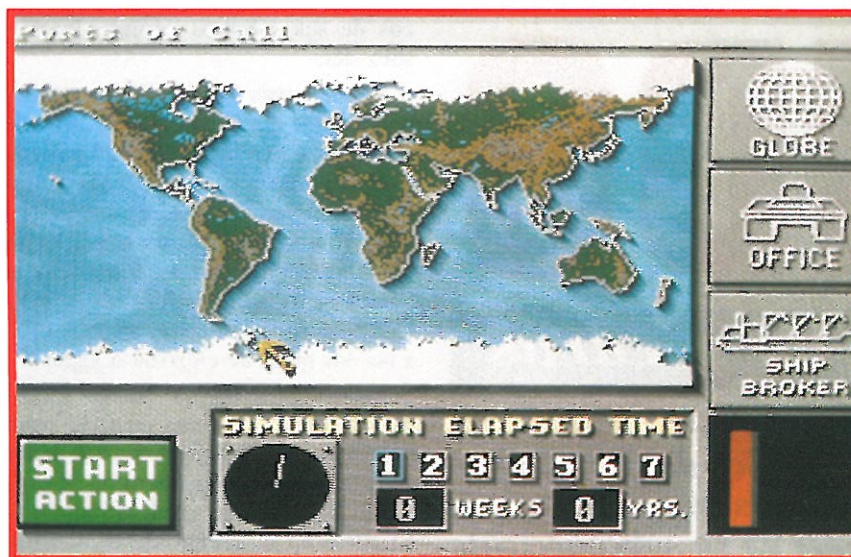 Ports of Call
GLOBE
OFFICE
SHIP
BROKER
SIMULATION ELAPSED TIME
1 2 3 4 5 6 7
0 WEEKS 0 YRS.
START
ACTION